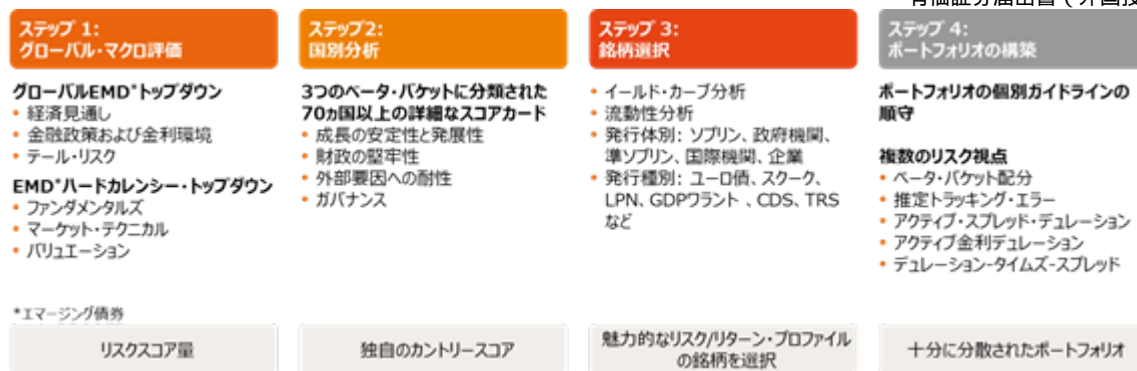 有価証券届出書（外国投
ステップ 1:
グローバル・マクロ評価
グローバルEMD*トップダウン
• 経済見通し
• 金融政策および金利環境
• テール・リスク
EMD*ハードカレンシー・トップダウン
• ファンダメンタルズ
• マーケット・テクニカル
• バリュエーション
*エマージング債券
リスクスコア量
ステップ2:
国別分析
3つのベータ・バケットに分類された
70ヵ国以上の詳細なスコアカード
• 成長の安定性と発展性
• 財政の堅牢性
• 外部要因への耐性
• ガバナンス
独自のカントリースコア
ステップ 3:
銘柄選択
• イールド・カーブ分析
• 流動性分析
• 発行体別: ソブリン、政府機関、
準ソブリン、国際機関、企業
• 発行種別: ユーロ債、スクーク、
LPN、GDPワラント 、CDS、TRS
など
魅力的なリスク/リターン・プロファイル
の銘柄を選択
ステップ 4:
ポートフォリオの構築
ポートフォリオの個別ガイドラインの
順守
複数のリスク視点
• ベータ・バケット配分
• 推定トラッキング・エラー
• アクティブ・スプレッド・デュレーション
• アクティブ金利デュレーション
• デュレーション-タイムズ-スプレッド
十分に分散されたポートフォリオ